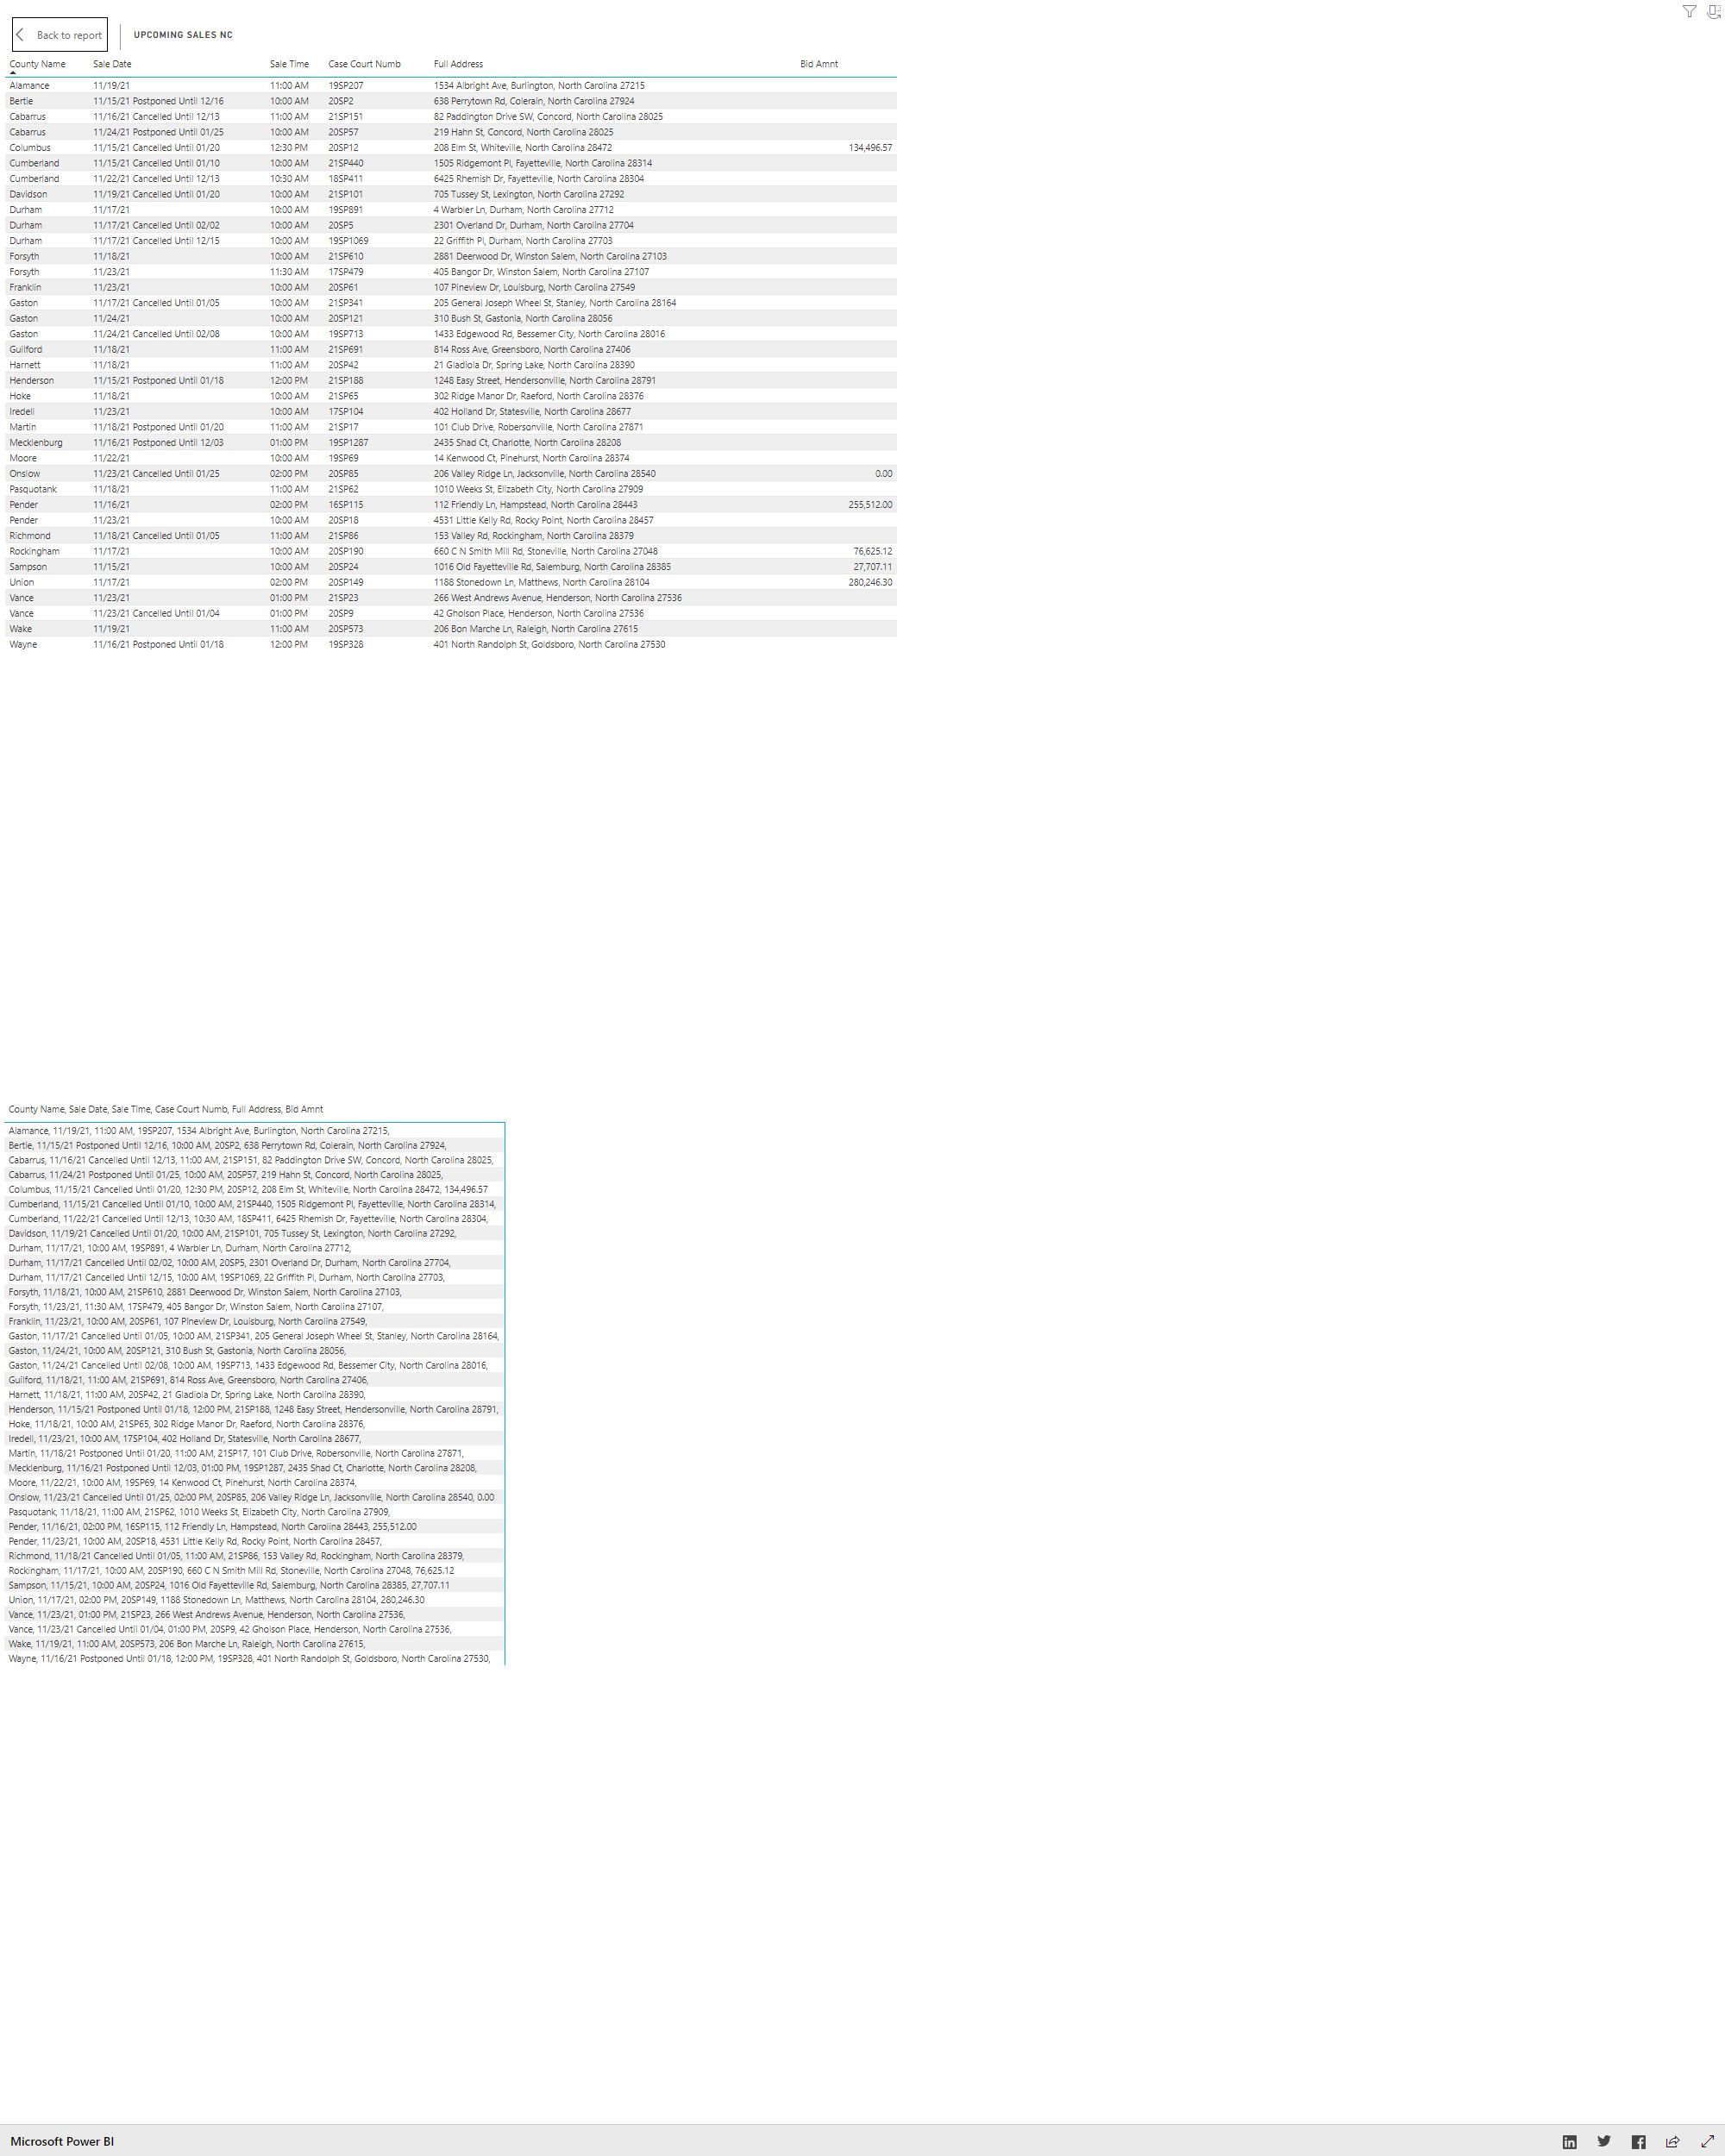 Back to report UPCOMING SALES NC
County Name Sale Date Sale Time Case Court Numb Full Address Bid Amnt
Alamance 11/19/21 11:00 AM 19SP207 1534 Albright Ave, Burlington, North Carolina 27215
Bertie 11/15/21 Postponed Until 12/16 10:00 AM 20SP2 638 Perrytown Rd, Colerain, North Carolina 27924
Cabarrus 11/16/21 Cancelled Until 12/13 11:00 AM 21SP151 82 Paddington Drive SW, Concord, North Carolina 28025
Cabarrus 11/24/21 Postponed Until 01/25 10:00 AM 20SP57 219 Hahn St, Concord, North Carolina 28025
Columbus 11/15/21 Cancelled Until 01/20 12:30 PM 20SP12 208 Elm St, Whiteville, North Carolina 28472 134,496.57
Cumberland 11/15/21 Cancelled Until 01/10 10:00 AM 21SP440 1505 Ridgemont Pl, Fayetteville, North Carolina 28314
Cumberland 11/22/21 Cancelled Until 12/13 10:30 AM 18SP411 6425 Rhemish Dr, Fayetteville, North Carolina 28304
Davidson 11/19/21 Cancelled Until 01/20 10:00 AM 21SP101 705 Tussey St, Lexington, North Carolina 27292
Durham 11/17/21 10:00 AM 19SP891 4 Warbler Ln, Durham, North Carolina 27712
Durham 11/17/21 Cancelled Until 02/02 10:00 AM 20SP5 2301 Overland Dr, Durham, North Carolina 27704
Durham 11/17/21 Cancelled Until 12/15 10:00 AM 19SP1069 22 Griffith Pl, Durham, North Carolina 27703
Forsyth 11/18/21 10:00 AM 21SP610 2881 Deerwood Dr, Winston Salem, North Carolina 27103
Forsyth 11/23/21 11:30 AM 17SP479 405 Bangor Dr, Winston Salem, North Carolina 27107
Franklin 11/23/21 10:00 AM 20SP61 107 Pineview Dr, Louisburg, North Carolina 27549
Gaston 11/17/21 Cancelled Until 01/05 10:00 AM 21SP341 205 General Joseph Wheel St, Stanley, North Carolina 28164
Gaston 11/24/21 10:00 AM 20SP121 310 Bush St, Gastonia, North Carolina 28056
Gaston 11/24/21 Cancelled Until 02/08 10:00 AM 19SP713 1433 Edgewood Rd, Bessemer City, North Carolina 28016
Guilford 11/18/21 11:00 AM 21SP691 814 Ross Ave, Greensboro, North Carolina 27406
Harnett 11/18/21 11:00 AM 20SP42 21 Gladiola Dr, Spring Lake, North Carolina 28390
Henderson 11/15/21 Postponed Until 01/18 12:00 PM 21SP188 1248 Easy Street, Hendersonville, North Carolina 28791
Hoke 11/18/21 10:00 AM 21SP65 302 Ridge Manor Dr, Raeford, North Carolina 28376
Iredell 11/23/21 10:00 AM 17SP104 402 Holland Dr, Statesville, North Carolina 28677
Martin 11/18/21 Postponed Until 01/20 11:00 AM 21SP17 101 Club Drive, Robersonville, North Carolina 27871
Mecklenburg 11/16/21 Postponed Until 12/03 01:00 PM 19SP1287 2435 Shad Ct, Charlotte, North Carolina 28208
Moore 11/22/21 10:00 AM 19SP69 14 Kenwood Ct, Pinehurst, North Carolina 28374
Onslow 11/23/21 Cancelled Until 01/25 02:00 PM 20SP85 206 Valley Ridge Ln, Jacksonville, North Carolina 28540 0.00
Pasquotank 11/18/21 11:00 AM 21SP62 1010 Weeks St, Elizabeth City, North Carolina 27909
Pender 11/16/21 02:00 PM 16SP115 112 Friendly Ln, Hampstead, North Carolina 28443 255,512.00
Pender 11/23/21 10:00 AM 20SP18 4531 Little Kelly Rd, Rocky Point, North Carolina 28457
Richmond 11/18/21 Cancelled Until 01/05 11:00 AM 21SP86 153 Valley Rd, Rockingham, North Carolina 28379
Rockingham 11/17/21 10:00 AM 20SP190 660 C N Smith Mill Rd, Stoneville, North Carolina 27048 76,625.12
Sampson 11/15/21 10:00 AM 20SP24 1016 Old Fayetteville Rd, Salemburg, North Carolina 28385 27,707.11
Union 11/17/21 02:00 PM 20SP149 1188 Stonedown Ln, Matthews, North Carolina 28104 280,246.30
Vance 11/23/21 01:00 PM 21SP23 266 West Andrews Avenue, Henderson, North Carolina 27536
Vance 11/23/21 Cancelled Until 01/04 01:00 PM 20SP9 42 Gholson Place, Henderson, North Carolina 27536
Wake 11/19/21 11:00 AM 20SP573 206 Bon Marche Ln, Raleigh, North Carolina 27615
Wayne 11/16/21 Postponed Until 01/18 12:00 PM 19SP328 401 North Randolph St, Goldsboro, North Carolina 27530
County Name, Sale Date, Sale Time, Case Court Numb, Full Address, Bid Amnt
Alamance, 11/19/21, 11:00 AM, 19SP207, 1534 Albright Ave, Burlington, North Carolina 27215,
Bertie, 11/15/21 Postponed Until 12/16, 10:00 AM, 20SP2, 638 Perrytown Rd, Colerain, North Carolina 27924,
Cabarrus, 11/16/21 Cancelled Until 12/13, 11:00 AM, 21SP151, 82 Paddington Drive SW, Concord, North Carolina 28025,
Cabarrus, 11/24/21 Postponed Until 01/25, 10:00 AM, 20SP57, 219 Hahn St, Concord, North Carolina 28025,
Columbus, 11/15/21 Cancelled Until 01/20, 12:30 PM, 20SP12, 208 Elm St, Whiteville, North Carolina 28472, 134,496.57
Cumberland, 11/15/21 Cancelled Until 01/10, 10:00 AM, 21SP440, 1505 Ridgemont Pl, Fayetteville, North Carolina 28314,
Cumberland, 11/22/21 Cancelled Until 12/13, 10:30 AM, 18SP411, 6425 Rhemish Dr, Fayetteville, North Carolina 28304,
Davidson, 11/19/21 Cancelled Until 01/20, 10:00 AM, 21SP101, 705 Tussey St, Lexington, North Carolina 27292,
Durham, 11/17/21, 10:00 AM, 19SP891, 4 Warbler Ln, Durham, North Carolina 27712,
Durham, 11/17/21 Cancelled Until 02/02, 10:00 AM, 20SP5, 2301 Overland Dr, Durham, North Carolina 27704,
Durham, 11/17/21 Cancelled Until 12/15, 10:00 AM, 19SP1069, 22 Griffith Pl, Durham, North Carolina 27703,
Forsyth, 11/18/21, 10:00 AM, 21SP610, 2881 Deerwood Dr, Winston Salem, North Carolina 27103,
Forsyth, 11/23/21, 11:30 AM, 17SP479, 405 Bangor Dr, Winston Salem, North Carolina 27107,
Franklin, 11/23/21, 10:00 AM, 20SP61, 107 Pineview Dr, Louisburg, North Carolina 27549,
Gaston, 11/17/21 Cancelled Until 01/05, 10:00 AM, 21SP341, 205 General Joseph Wheel St, Stanley, North Carolina 28164,
Gaston, 11/24/21, 10:00 AM, 20SP121, 310 Bush St, Gastonia, North Carolina 28056,
Gaston, 11/24/21 Cancelled Until 02/08, 10:00 AM, 19SP713, 1433 Edgewood Rd, Bessemer City, North Carolina 28016,
Guilford, 11/18/21, 11:00 AM, 21SP691, 814 Ross Ave, Greensboro, North Carolina 27406,
Harnett, 11/18/21, 11:00 AM, 20SP42, 21 Gladiola Dr, Spring Lake, North Carolina 28390,
Henderson, 11/15/21 Postponed Until 01/18, 12:00 PM, 21SP188, 1248 Easy Street, Hendersonville, North Carolina 28791,
Hoke, 11/18/21, 10:00 AM, 21SP65, 302 Ridge Manor Dr, Raeford, North Carolina 28376,
Iredell, 11/23/21, 10:00 AM, 17SP104, 402 Holland Dr, Statesville, North Carolina 28677,
Martin, 11/18/21 Postponed Until 01/20, 11:00 AM, 21SP17, 101 Club Drive, Robersonville, North Carolina 27871,
Mecklenburg, 11/16/21 Postponed Until 12/03, 01:00 PM, 19SP1287, 2435 Shad Ct, Charlotte, North Carolina 28208,
Moore, 11/22/21, 10:00 AM, 19SP69, 14 Kenwood Ct, Pinehurst, North Carolina 28374,
Onslow, 11/23/21 Cancelled Until 01/25, 02:00 PM, 20SP85, 206 Valley Ridge Ln, Jacksonville, North Carolina 28540, 0.00
Pasquotank, 11/18/21, 11:00 AM, 21SP62, 1010 Weeks St, Elizabeth City, North Carolina 27909,
Pender, 11/16/21, 02:00 PM, 16SP115, 112 Friendly Ln, Hampstead, North Carolina 28443, 255,512.00
Pender, 11/23/21, 10:00 AM, 20SP18, 4531 Little Kelly Rd, Rocky Point, North Carolina 28457,
Richmond, 11/18/21 Cancelled Until 01/05, 11:00 AM, 21SP86, 153 Valley Rd, Rockingham, North Carolina 28379,
Rockingham, 11/17/21, 10:00 AM, 20SP190, 660 C N Smith Mill Rd, Stoneville, North Carolina 27048, 76,625.12
Sampson, 11/15/21, 10:00 AM, 20SP24, 1016 Old Fayetteville Rd, Salemburg, North Carolina 28385, 27,707.11
Union, 11/17/21, 02:00 PM, 20SP149, 1188 Stonedown Ln, Matthews, North Carolina 28104, 280,246.30
Vance, 11/23/21, 01:00 PM, 21SP23, 266 West Andrews Avenue, Henderson, North Carolina 27536,
Vance, 11/23/21 Cancelled Until 01/04, 01:00 PM, 20SP9, 42 Gholson Place, Henderson, North Carolina 27536,
Wake, 11/19/21, 11:00 AM, 20SP573, 206 Bon Marche Ln, Raleigh, North Carolina 27615,
Wayne, 11/16/21 Postponed Until 01/18, 12:00 PM, 19SP328, 401 North Randolph St, Goldsboro, North Carolina 27530,
Microsoft Power BI